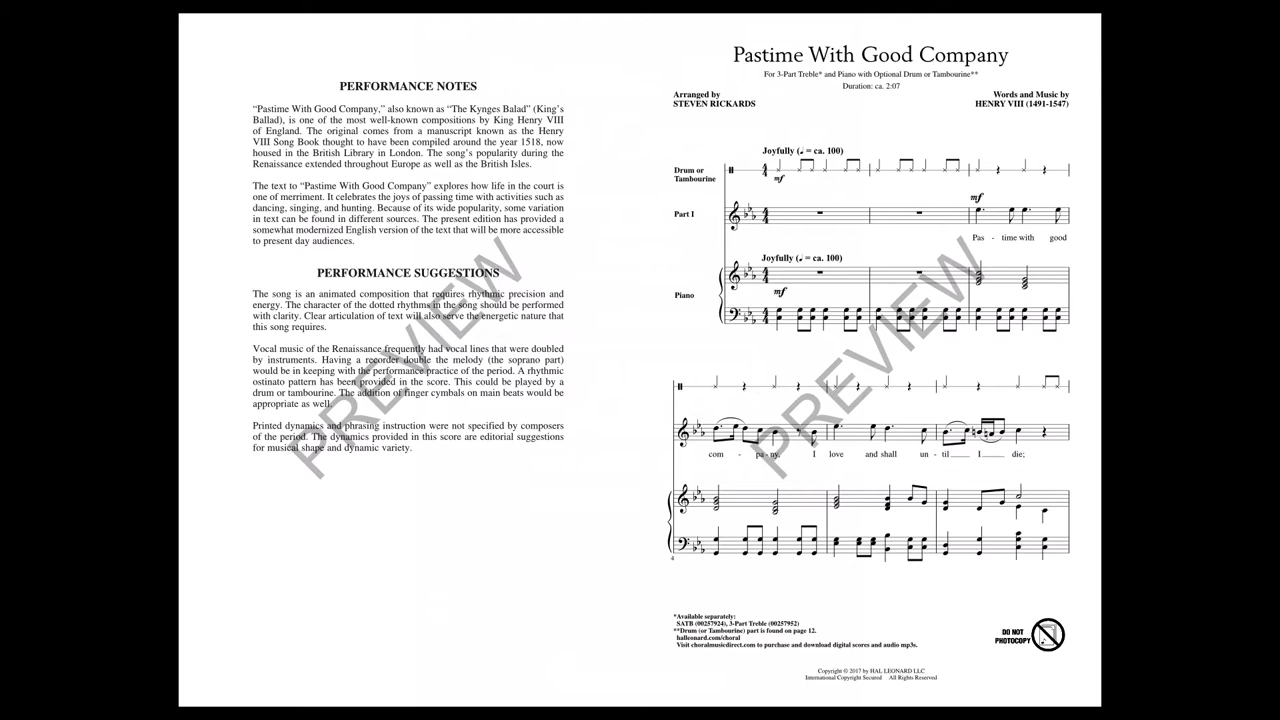 PERFORMANCE NOTES
“Pastime With Good Company,” also known as “The Kynges Balad” (King’s
Ballad), is one of the most well-known compositions by King Henry VIII
of England. The original comes from a manuscript known as the Henry
VIII Song Book thought to have been compiled around the year 1518, now
housed in the British Library in London. The song’s popularity during the
Renaissance extended throughout Europe as well as the British Isles.
The text to “Pastime With Good Company” explores how life in the court is
one of merriment. It celebrates the joys of passing time with activities such as
dancing, singing, and hunting. Because of its wide popularity, some variation
in text can be found in different sources. The present edition has provided a
somewhat modernized English version of the text that will be more accessible
to present day audiences.
PERFORMANCE SUGGESTIONS
The song is an animated composition that requires rhythmic precision and
energy. The character of the dotted rhythms in the song should be performed
with clarity. Clear articulation of text will also serve the energetic nature that
this song requires.
Vocal music of the Renaissance frequently had vocal lines that were doubled
by instruments. Having a recorder double the melody (the soprano part)
would be in keeping with the performance practice of the period. A rhythmic
ostinato pattern has been provided in the score. This could be played by a
drum or tambourine. The addition of finger cymbals on main beats would be
appropriate as well.
Printed dynamics and phrasing instruction were not specified by composers
of the period. The dynamics provided in this score are editorial suggestions
for musical shape and dynamic variety.
PREVIEW
Pastime With Good Company
For 3-Part Treble* and Piano with Optional Drum or Tambourine**
Duration: ca. 2:07
Arranged by
STEVEN RICKARDS
Words and Music by
HENRY VIII (1491-1547)
Joyfully (♩ = ca. 100)
Drum or
Tambourine
mf
mf
Part I
Pas - time with good
Joyfully (♩ = ca. 100)
Piano
mf
com - pa - ny, I love and shall un - til I die;
4
PREVIEW
*Available separately:
SATB (00257924), 3-Part Treble (00257952)
**Drum (or Tambourine) part is found on page 12.
halleonard.com/choral
Visit choralmusicdirect.com to purchase and download digital scores and audio mp3s.
DO NOT
PHOTOCOPY
Copyright © 2017 by HAL LEONARD LLC
International Copyright Secured All Rights Reserved